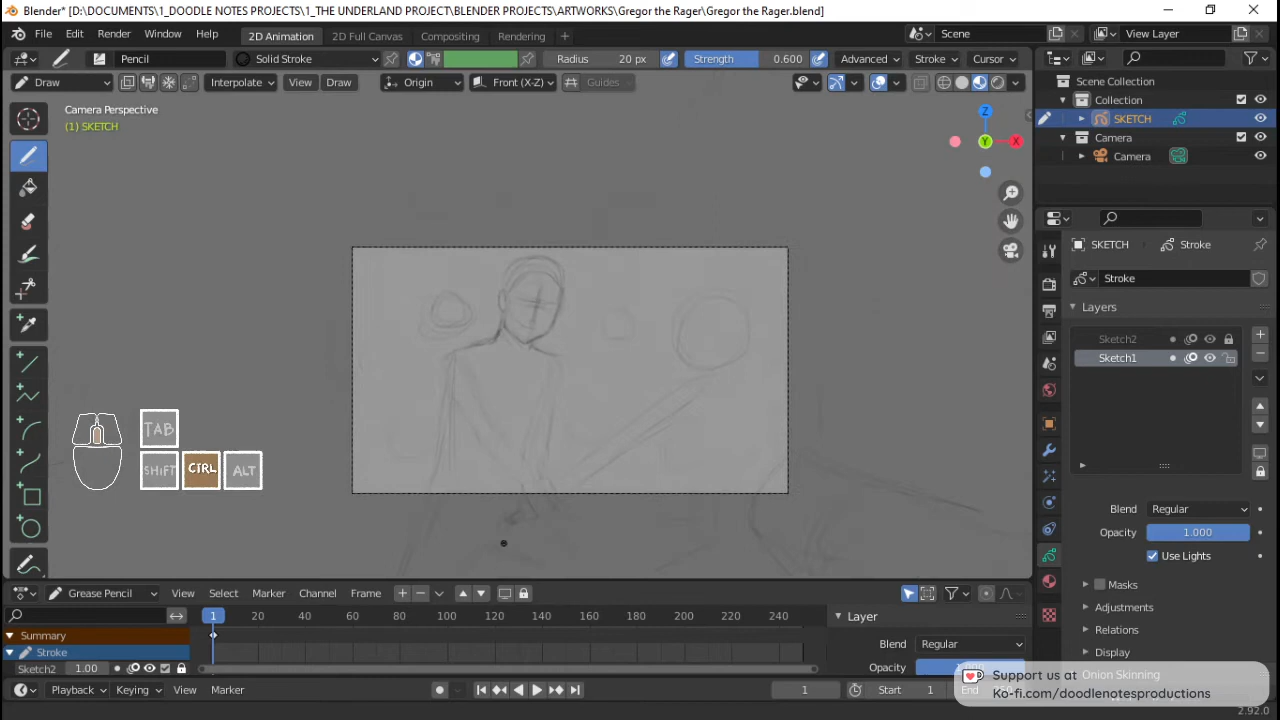 Blender* [D:\DOCUMENTS\1_DOODLE NOTES PROJECTS\1_THE UNDERLAND PROJECT\BLENDER PROJECTS\ARTWORKS\Gregor the Rager\Gregor the Rager.blend]
File Edit Render Window Help 2D Animation 2D Full Canvas Compositing Rendering + Scene View Layer
Pencil Solid Stroke Radius 20 px Strength 0.600 Advanced Stroke Cursor
Draw Interpolate View Draw Origin Front (X-Z) Guides
Camera Perspective
(1) SKETCH
Z
Y X
Scene Collection
Collection
SKETCH
Camera
Camera
SKETCH Stroke
Stroke
Layers
Sketch2
Sketch1
TAB
SHIFT CTRL ALT
Blend Regular
Opacity 1.000
Use Lights
Masks
Adjustments
Relations
Display
Onion Skinning
Grease Pencil View Select Marker Channel Frame
1 20 40 60 80 100 120 140 160 180 200 220 240
Summary
Stroke
Sketch2 1.00
Layer
Blend Regular
Opacity
Support us at
Ko-fi.com/doodlenotesproductions
Playback Keying View Marker 1 Start 1 End
2.92.0